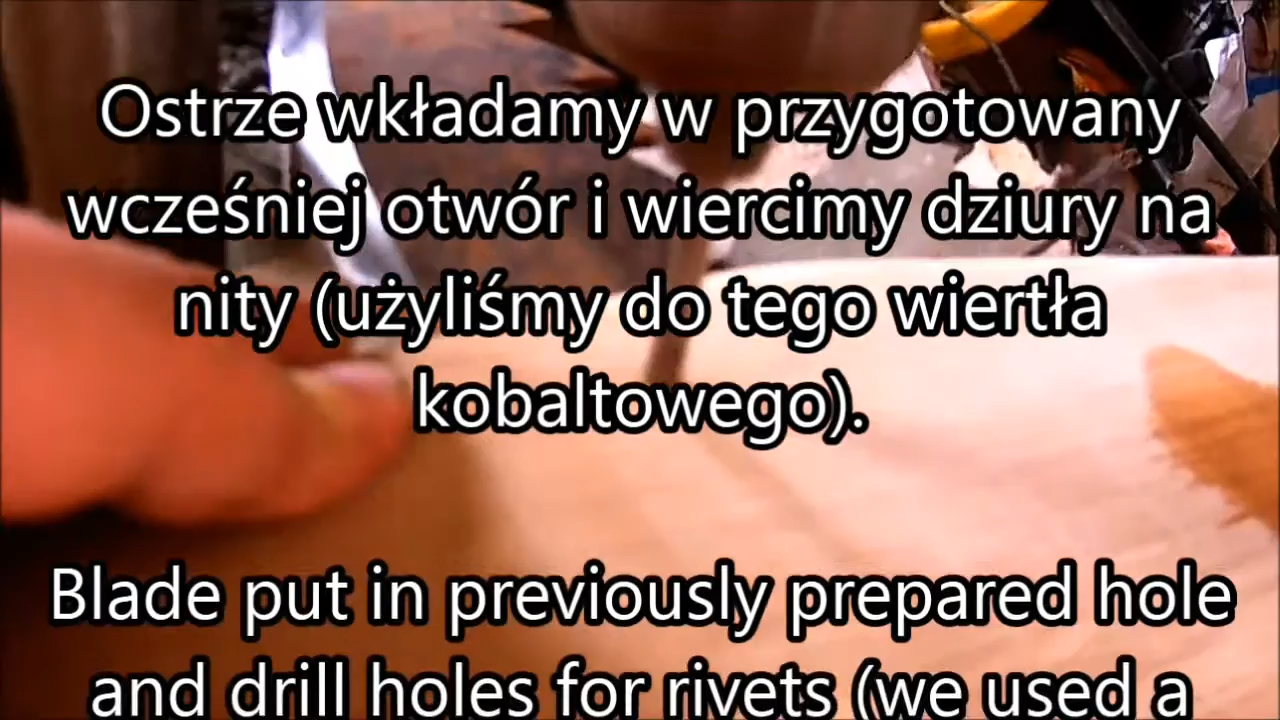 Ostrze wkładamy w przygotowany
wcześniej otwór i wiercimy dziury na
nity (użyliśmy do tego wiertła
kobaltowego).
Blade put in previously prepared hole
and drill holes for rivets (we used a